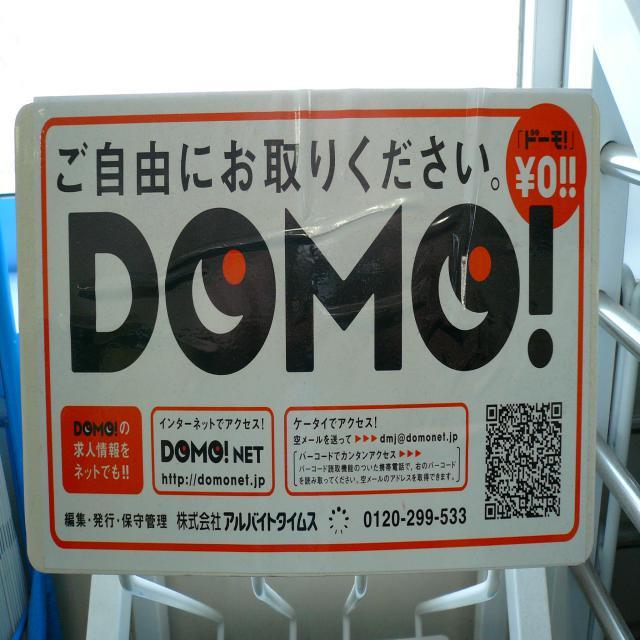 ご自由にお取りください。
「ドーモ!」
¥0!!
DOMO!
DOMO!の
求人情報を
ネットでも!!
インターネットでアクセス!
DOMO! NET
http://domonet.jp
ケータイでアクセス!
空メールを送って ▶▶▶ dmj@domonet.jp
バーコードでカンタンアクセス ▶▶▶
バーコード読取機能のついた携帯電話で、右のバーコード
を読み取ってください。空メールのアドレスを取得できます。
編集・発行・保守管理 株式会社アルバイトタイムス 0120-299-533